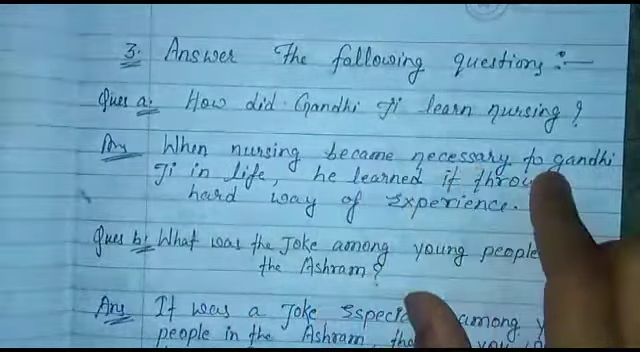 3. Answer the following questions :-
Ques a. How did Gandhi Ji learn nursing?
Ans When nursing became necessary to gandhi
Ji in life, he learned it
hard way of Experience.
Ques b. What was the Joke among young people
the Ashram?
Ans It was a Joke among
people in the Ashram,